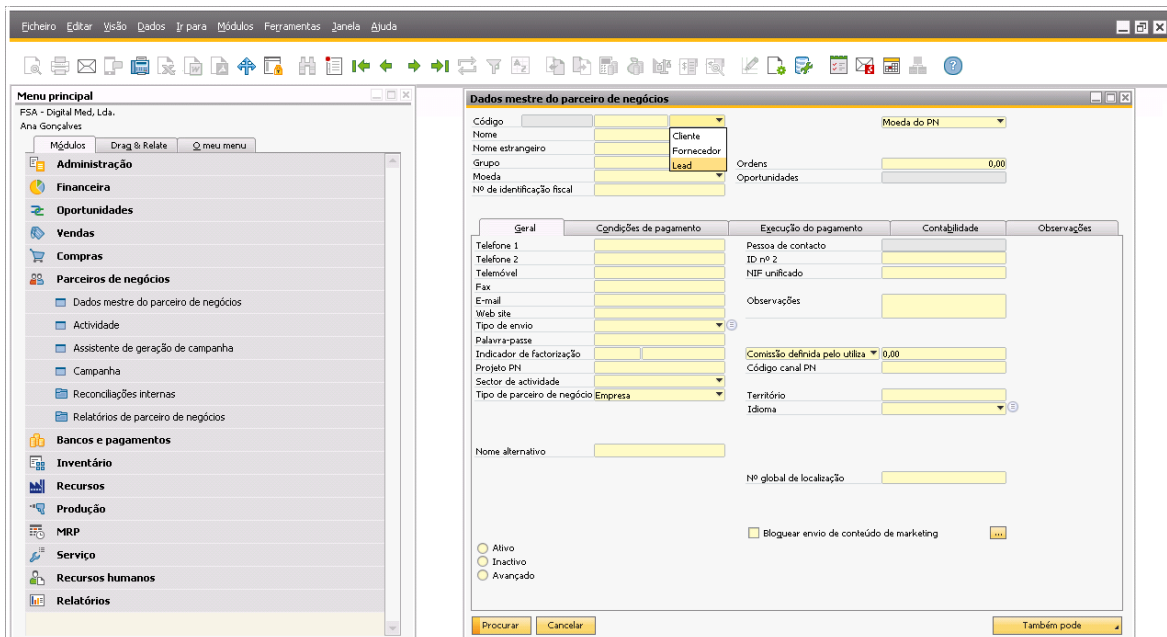 Ficheiro Editar Visão Dados Ir para Módulos Ferramentas Janela Ajuda
Menu principal
FSA - Digital Med, Lda.
Ana Gonçalves
Módulos Drag & Relate O meu menu
Administração
Financeira
Oportunidades
Vendas
Compras
Parceiros de negócios
Dados mestre do parceiro de negócios
Actividade
Assistente de geração de campanha
Campanha
Reconciliações internas
Relatórios de parceiro de negócios
Bancos e pagamentos
Inventário
Recursos
Produção
MRP
Serviço
Recursos humanos
Relatórios
Dados mestre do parceiro de negócios
Código Moeda do PN
Nome Cliente
Nome estrangeiro Fornecedor
Grupo Lead Ordens 0,00
Moeda Oportunidades
Nº de identificação fiscal
Geral Condições de pagamento Execução do pagamento Contabilidade Observações
Telefone 1 Pessoa de contacto
Telefone 2 ID nº 2
Telemóvel NIF unificado
Fax
E-mail Observações
Web site
Tipo de envio
Palavra-passe
Indicador de factorização Comissão definida pelo utiliza 0,00
Projeto PN Código canal PN
Sector de actividade
Tipo de parceiro de negócio Empresa Território
Idioma
Nome alternativo
Nº global de localização
Bloquear envio de conteúdo de marketing ...
Ativo
Inactivo
Avançado
Procurar Cancelar Também pode